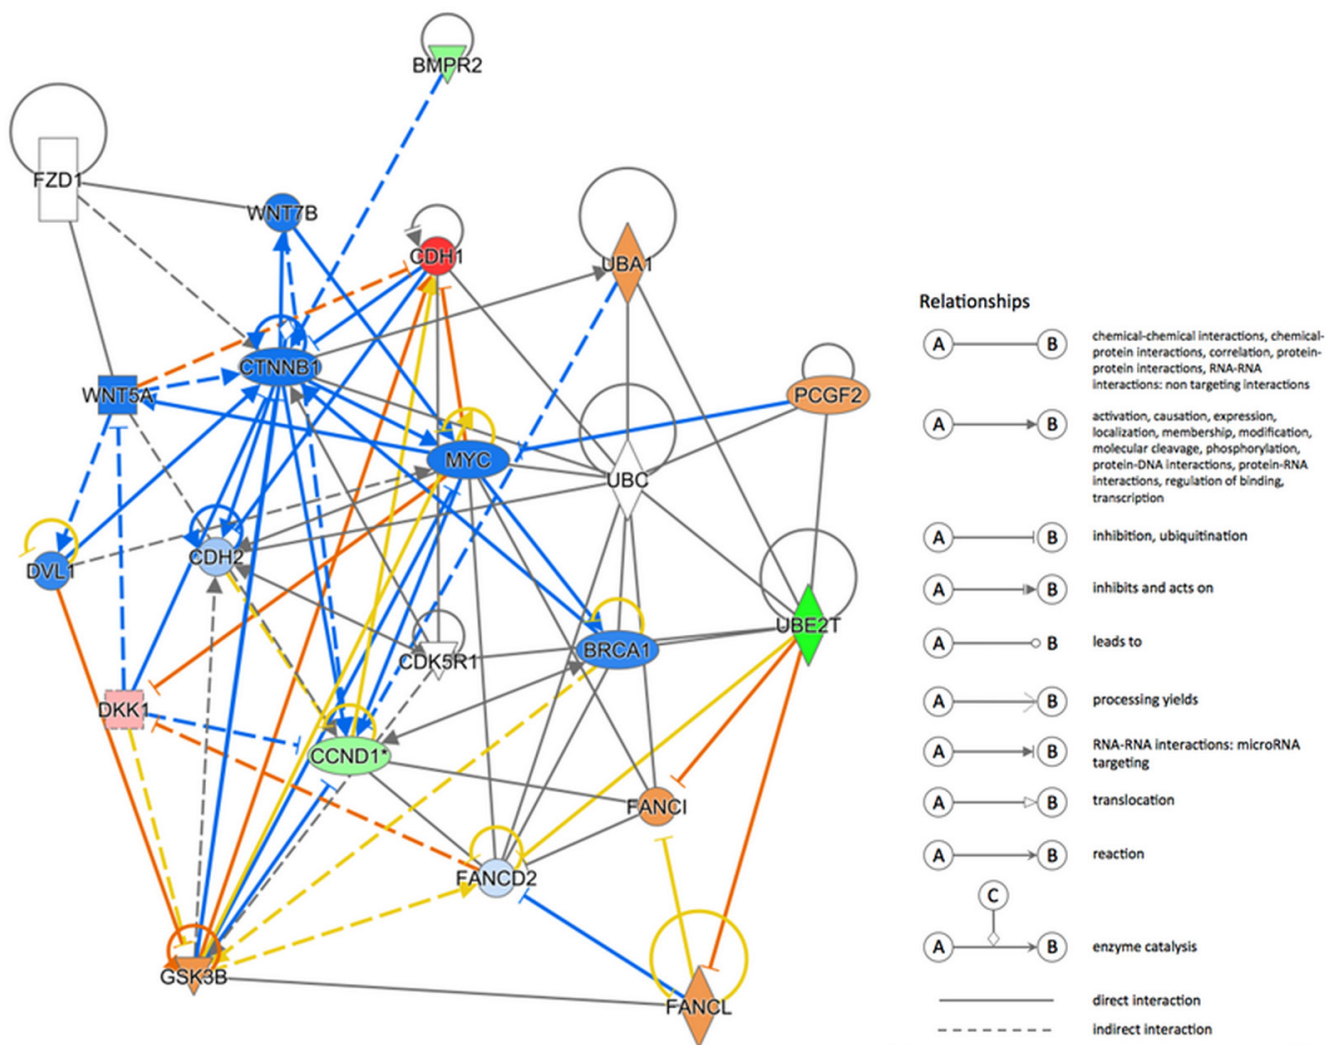 BMPR2
FZD1
WNT7B
CDH1
UBA1
CTNNB1
WNT5A
PCGF2
MYC
UBC
CDH2
DVL1
UBE2T
BRCA1
CDK5R1
DKK1
CCND1*
FANCI
FANCD2
GSK3B
FANCL
Relationships
A B
chemical-chemical interactions, chemical-
protein interactions, correlation, protein-
protein interactions, RNA-RNA
interactions: non targeting interactions
A B
activation, causation, expression,
localization, membership, modification,
molecular cleavage, phosphorylation,
protein-DNA interactions, protein-RNA
interactions, regulation of binding,
transcription
A B inhibition, ubiquitination
A B inhibits and acts on
A B leads to
A B processing yields
A B RNA-RNA interactions: microRNA
targeting
A B translocation
A B reaction
C
A B enzyme catalysis
direct interaction
indirect interaction